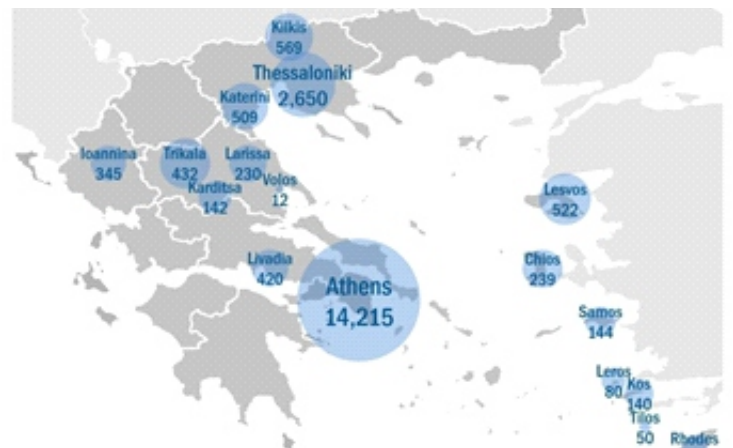 Kilkis
569
Thessaloniki
2,650
Katerini
509
Ioannina
345
Trikala
432
Larissa
230
Karditsa
142
Volos
12
Lesvos
522
Livadia
420
Athens
14,215
Chios
239
Samos
144
Leros
80
Kos
140
Tilos
50
Rhodes